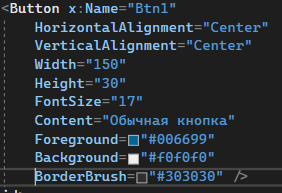 <Button x:Name="Btn1"
HorizontalAlignment="Center"
VerticalAlignment="Center"
Width="150"
Height="30"
FontSize="17"
Content="Обычная кнопка"
Foreground="#006699"
Background="#f0f0f0"
BorderBrush="#303030" />